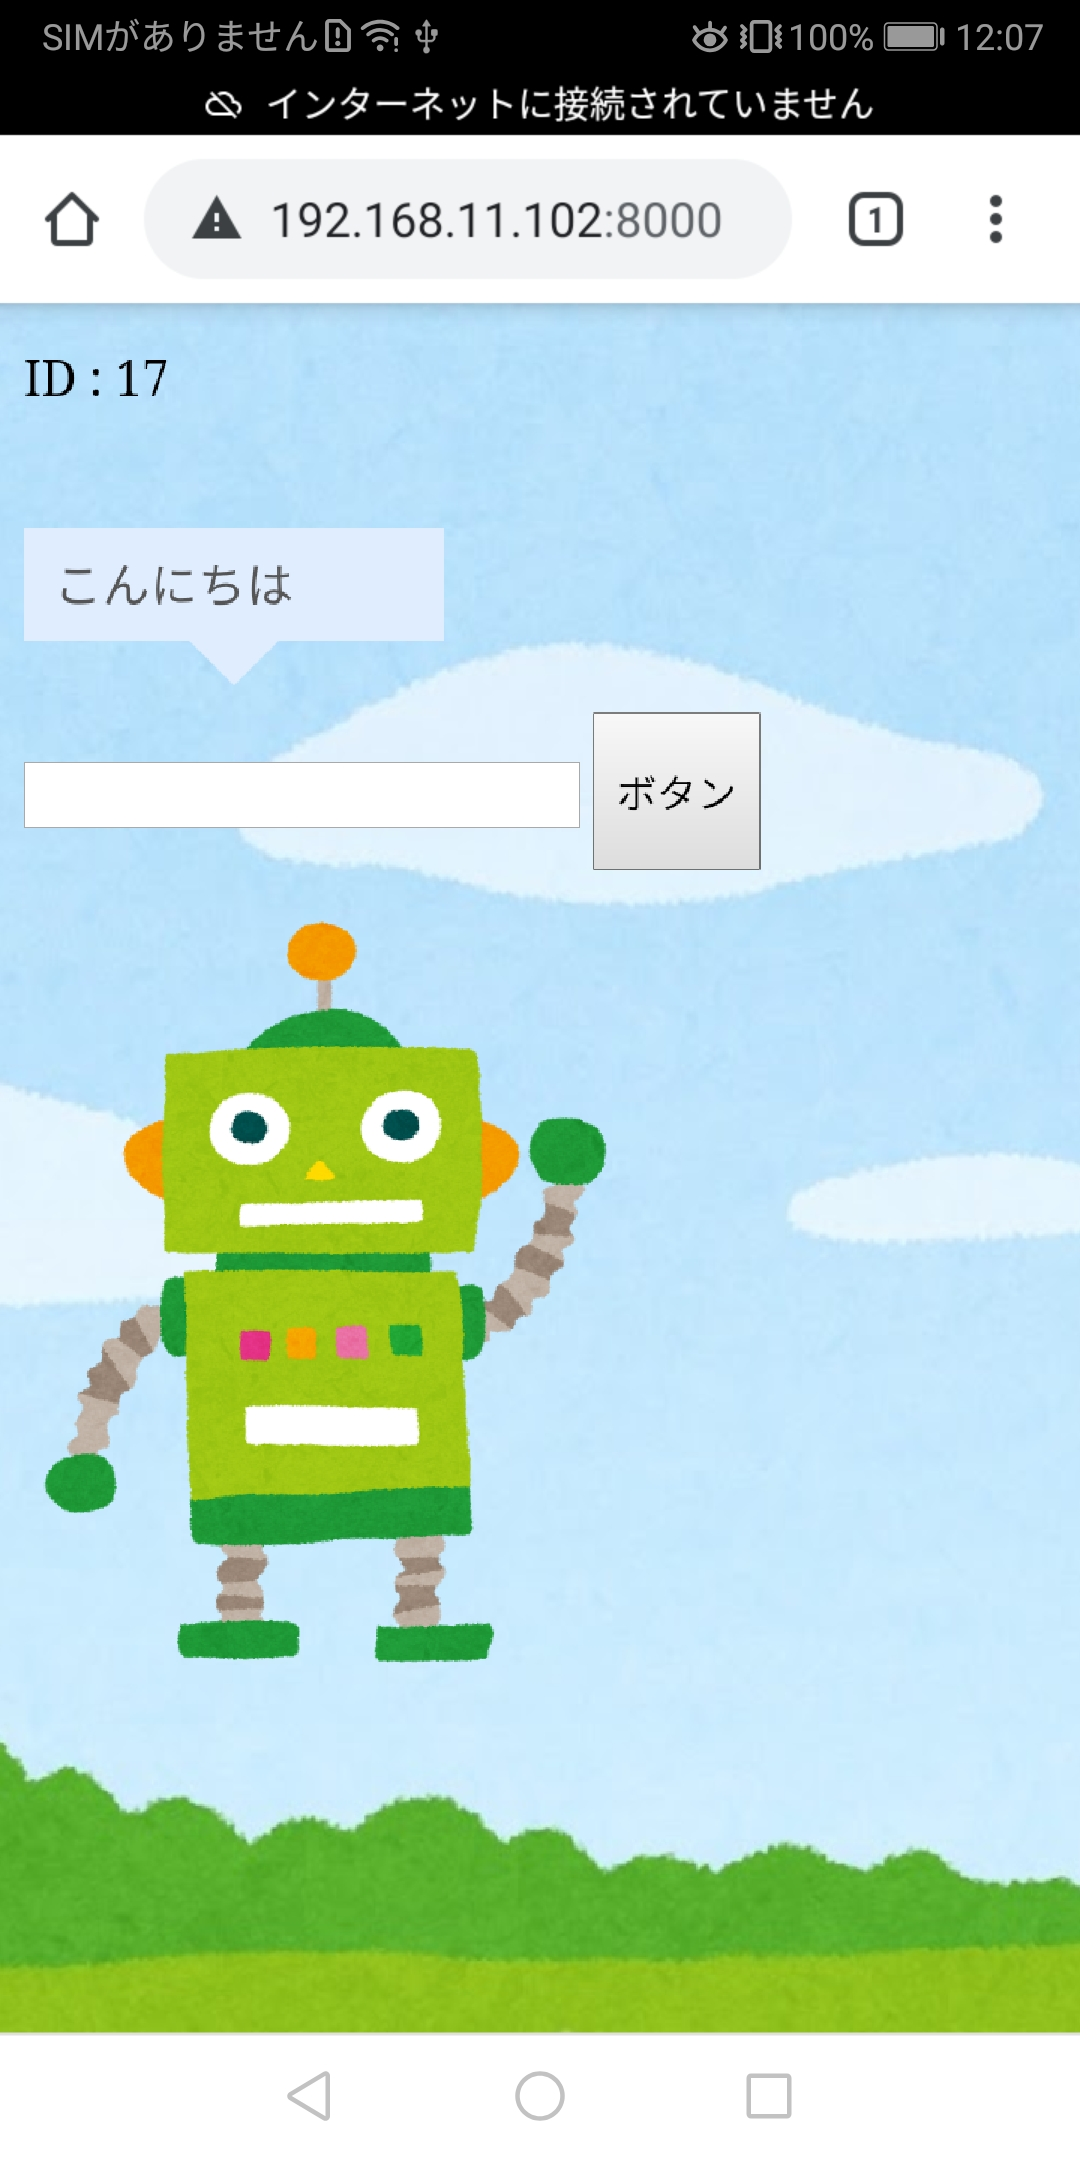 SIMがありません 100% 12:07
インターネットに接続されていません
192.168.11.102:8000 1
ID : 17
こんにちは
ボタン